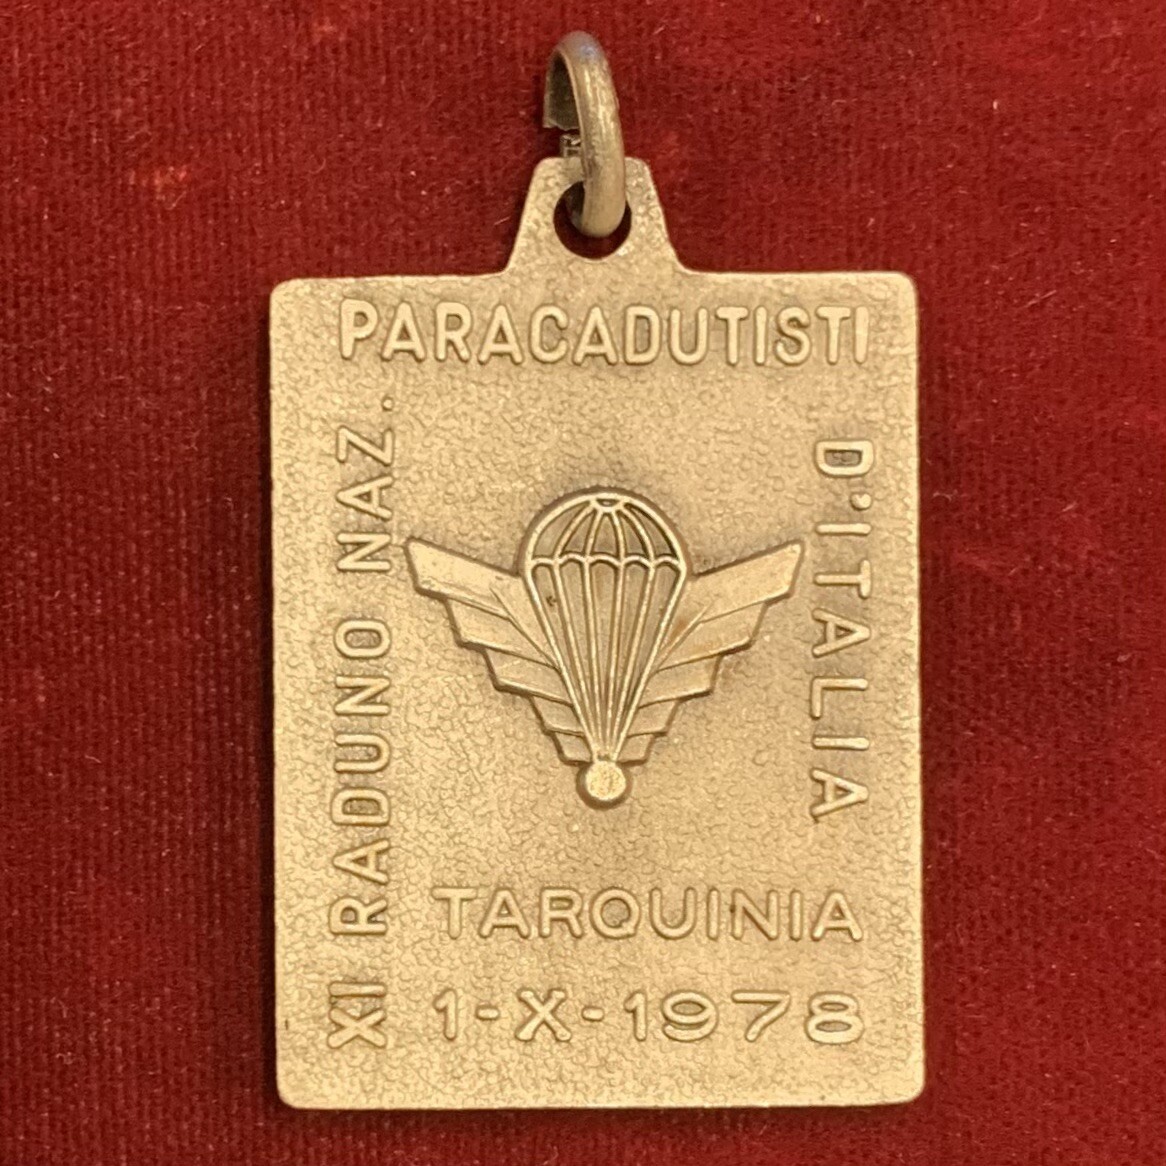 XI RADUNO NAZ.
PARACADUTISTI
D'ITALIA
TARQUINIA
1-X-1978